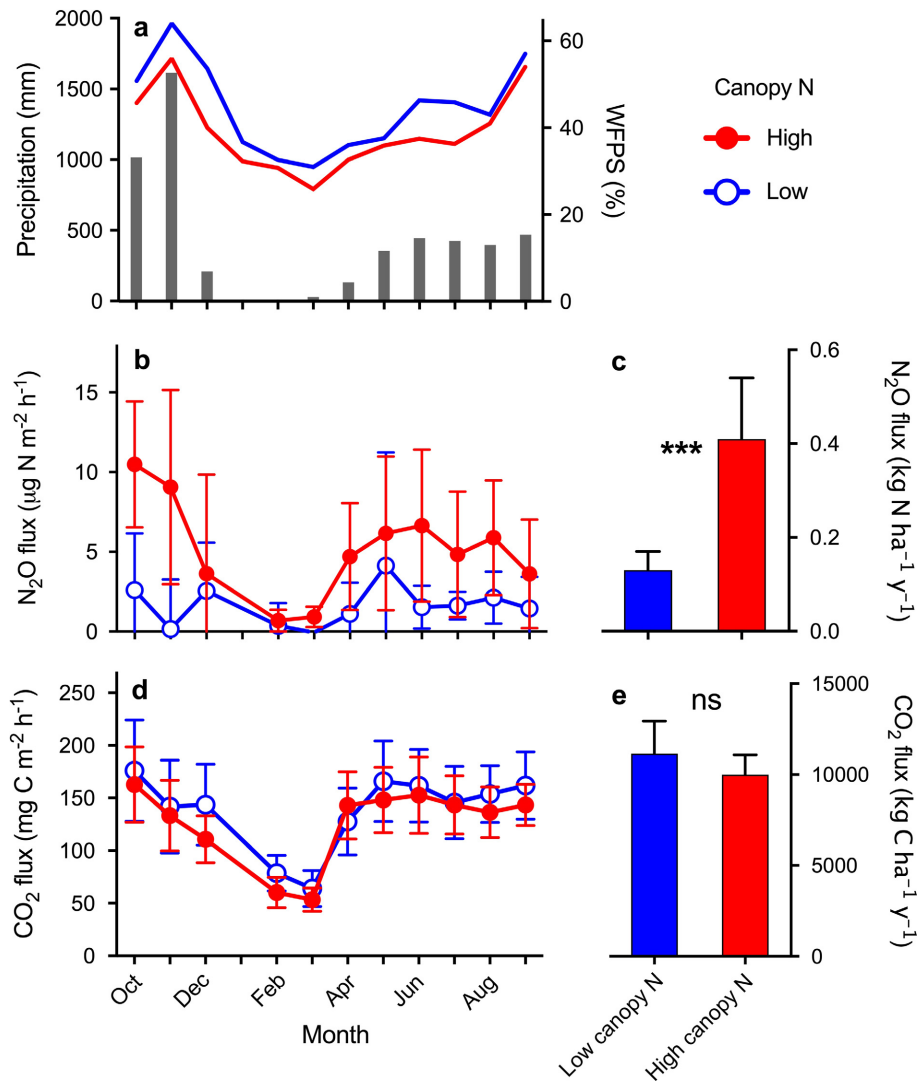 a
2000
1500
1000
500
0
Precipitation (mm)
60
40
20
0
WFPS (%)
Canopy N
High
Low
b
15
10
5
0
N₂O flux (µg N m⁻² h⁻¹)
c
0.6
0.4
0.2
0.0
***
N₂O flux (kg N ha⁻¹ y⁻¹)
d
250
200
150
100
50
0
CO₂ flux (mg C m⁻² h⁻¹)
Oct
Dec
Feb
Apr
Jun
Aug
Month
e
ns
15000
10000
5000
0
CO₂ flux (kg C ha⁻¹ y⁻¹)
Low canopy N
High canopy N